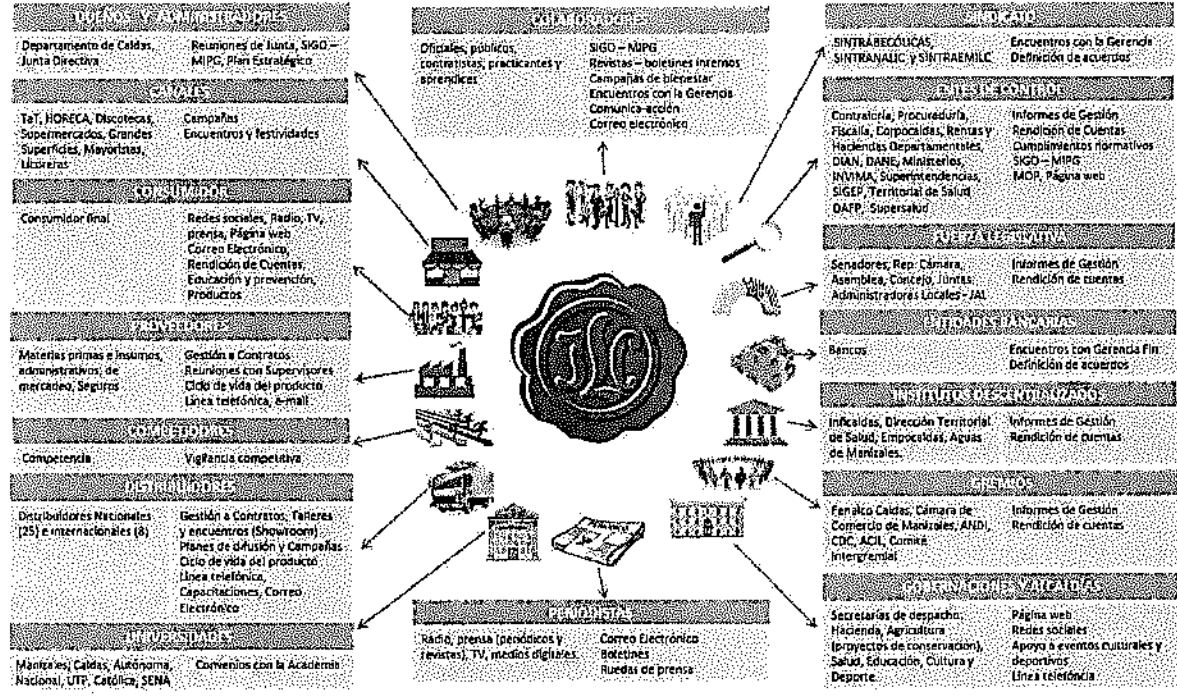 DUEÑOS Y ADMINISTRADORES
Departamento de Caldas,
Junta Directiva
Reuniones de Junta, SIGO –
MIPG, Plan Estratégico
CANALES
TaT, HORECA, Discotecas,
Supermercados, Grandes
Superficies, Mayoristas,
Licoreras
Campañas
Encuentros y festividades
CONSUMIDOR
Consumidor final
Redes sociales, Radio, TV,
prensa, Página web
Correo Electrónico,
Rendición de Cuentas,
Educación y prevención,
Productos
PROVEEDORES
Materias primas e insumos,
administrativos, de
mercadeo, Seguros
Gestión a Contratos
Reuniones con Supervisores
Ciclo de vida del producto
Línea telefónica, e-mail
COMPETIDORES
Competencia
Vigilancia competitiva
DISTRIBUIDORES
Distribuidores Nacionales
(25) e internacionales (8)
Gestión a Contratos, Talleres
y encuentros (Showroom)
Planes de difusión y Campañas
Ciclo de vida del producto
Línea telefónica,
Capacitaciones, Correo
Electrónico
UNIVERSIDADES
Manizales, Caldas, Autónoma,
Nacional, UTP, Católica, SENA
Convenios con la Academia
COLABORADORES
Oficiales, públicos,
contratistas, practicantes y
aprendices
SIGO – MIPG
Revistas – boletines internos
Campañas de bienestar
Encuentros con la Gerencia
Comunica-acción
Correo electrónico
ILC
PERIODISTAS
Radio, prensa (periódicos y
revistas), TV, medios digitales
Correo Electrónico
Boletines
Ruedas de prensa
SINDICATO
SINTRABECÓLICAS,
SINTRANALIC y SINTRAEMILC
Encuentros con la Gerencia
Definición de acuerdos
ENTES DE CONTROL
Contraloría, Procuraduría,
Fiscalía, Corpocaldas, Rentas y
Haciendas Departamentales,
DIAN, DANE, Ministerios,
INVIMA, Superintendencias,
SIGEP, Territorial de Salud
DAFP, Supersalud
Informes de Gestión
Rendición de Cuentas
Cumplimientos normativos
SIGO – MIPG
MOP, Página web
FUERZA LEGISLATIVA
Senadores, Rep. Cámara,
Asamblea, Concejo, Juntas
Administradoras Locales - JAL
Informes de Gestión
Rendición de cuentas
ENTIDADES BANCARIAS
Bancos
Encuentros con Gerencia Fin
Definición de acuerdos
INSTITUTOS DESCENTIALIZADOS
Inficaldas, Dirección Territorial
de Salud, Empocaldas, Aguas
de Manizales.
Informes de Gestión
Rendición de cuentas
GREMIOS
Fenalco Caldas, Cámara de
Comercio de Manizales, ANDI,
CDC, ACIL, Comité
Intergremial
Informes de Gestión
Rendición de cuentas
GOBERNACIONES Y ALCALDÍAS
Secretarías de despacho,
Hacienda, Agricultura
(proyectos de conservación),
Salud, Educación, Cultura y
Deporte.
Página web
Redes sociales
Apoyo a eventos culturales y
deportivos
Línea telefónica